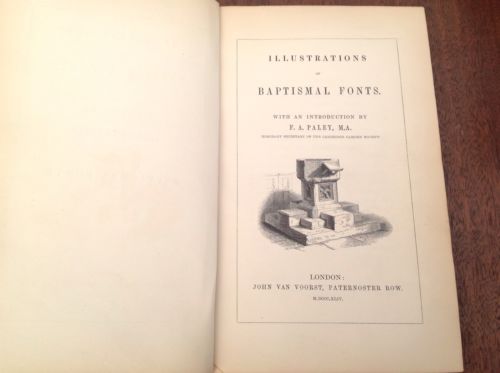 ILLUSTRATIONS
OF
BAPTISMAL FONTS.
WITH AN INTRODUCTION BY
F. A. PALEY, M.A.
HONORARY SECRETARY OF THE CAMBRIDGE CAMDEN SOCIETY.
LONDON:
JOHN VAN VOORST, PATERNOSTER ROW.
M.DCCC.XLIV.